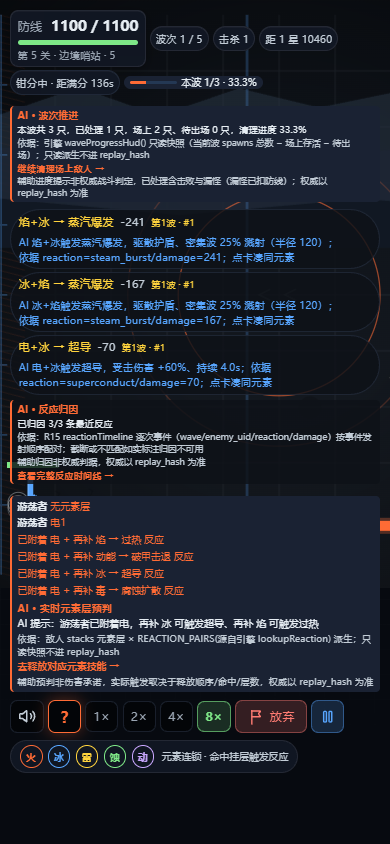 防线 1100 / 1100
第 5 关 · 边境哨站 · 5
波次 1 / 5
击杀 1
距 1 星 10460
钳分中 · 距满分 136s
本波 1/3 · 33.3%
AI · 波次推进
本波共 3 只，已处理 1 只，场上 2 只、待出场 0 只，清理进度 33.3%
依据：引擎 waveProgressHud() 只读快照（当前波 spawns 总数 − 场上存活 − 待出
场）；只读派生不进 replay_hash
继续清理场上敌人 →
辅助进度提示非权威战斗判定，已处理含击败与漏怪（漏怪已扣防线）；权威以
replay_hash 为准
焰+冰 → 蒸汽爆发 -241 第1波 · #1
AI 焰+冰触发蒸汽爆发，驱散护盾、密集波 25% 溅射（半径 120）；
依据 reaction=steam_burst/damage=241；点卡凑同元素
冰+焰 → 蒸汽爆发 -167 第1波 · #1
AI 冰+焰触发蒸汽爆发，驱散护盾、密集波 25% 溅射（半径 120）；
依据 reaction=steam_burst/damage=167；点卡凑同元素
电+冰 → 超导 -70 第1波 · #1
AI 电+冰触发超导，受击伤害 +60%、持续 4.0s；依据
reaction=superconduct/damage=70；点卡凑同元素
AI · 反应归因
已归因 3/3 条最近反应
依据：R15 reactionTimeline 逐次事件（wave/enemy_uid/reaction/damage）按事件发
射顺序配对；截断或不匹配如实标注归因不可用
辅助归因非权威判据，权威以 replay_hash 为准
查看完整反应时间线 →
游荡者 无元素层
游荡者 电1
已附着 电 + 再补 焰 → 过热 反应
已附着 电 + 再补 动能 → 破甲击退 反应
已附着 电 + 再补 冰 → 超导 反应
已附着 电 + 再补 毒 → 腐蚀扩散 反应
AI · 实时元素层预判
AI 提示：游荡者已附着电，再补 冰 可触发超导、再补 焰 可触发过热
依据：敌人 stacks 元素层 × REACTION_PAIRS(源自引擎 lookupReaction) 派生；只
读快照不进 replay_hash
去释放对应元素技能 →
辅助预判非伤害承诺，实际触发取决于释放顺序/命中/层数，权威以 replay_hash 为准
? 1× 2× 4× 8× 放弃
火 冰 雷 蚀 动 元素连锁 · 命中挂层触发反应